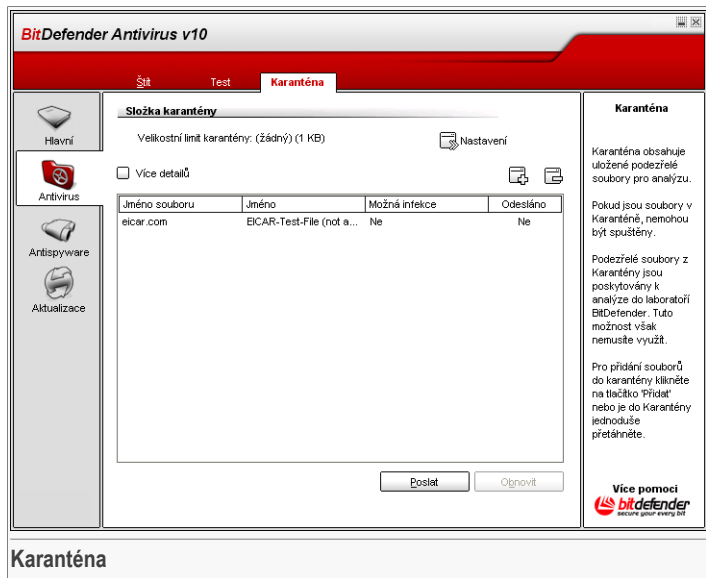 BitDefender Antivirus v10
Štít Test Karanténa
Hlavní
Antivirus
Antispyware
Aktualizace
Složka karantény
Velikostní limit karantény: (žádný) (1 KB)
Nastavení
Více detailů
Jméno souboru Jméno Možná infekce Odesláno
eicar.com EICAR-Test-File (not a... Ne Ne
Poslat Obnovit
Karanténa
Karanténa obsahuje
uložené podezřelé
soubory pro analýzu.
Pokud jsou soubory v
Karanténě, nemohou
být spuštěny.
Podezřelé soubory z
Karantény jsou
poskytovány k
analýze do laboratoří
BitDefender. Tuto
možnost však
nemusíte využít.
Pro přidání souborů
do karantény klikněte
na tlačítko 'Přidat'
nebo je do Karantény
jednoduše
přetáhněte.
Více pomoci
bitdefender
secure your every bit
Karanténa